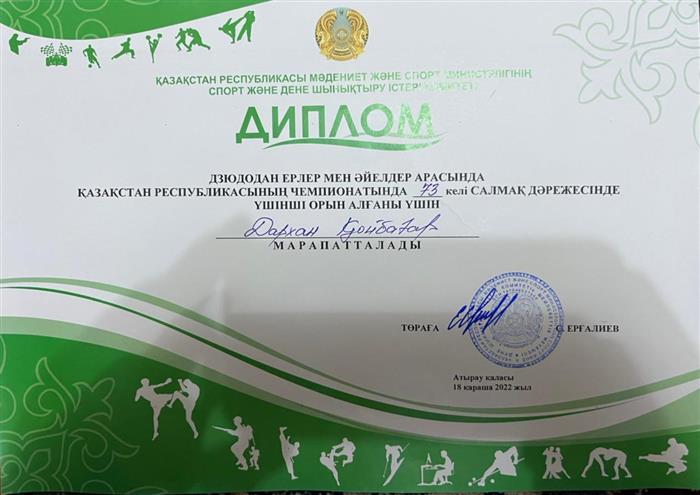 ҚАЗАҚСТАН РЕСПУБЛИКАСЫ МӘДЕНИЕТ ЖӘНЕ СПОРТ МИНИСТРЛІГІНІҢ
СПОРТ ЖӘНЕ ДЕНЕ ШЫНЫҚТЫРУ ІСТЕРІ КОМИТЕТІ
ДИПЛОМ
ДЗЮДОДАН ЕРЛЕР МЕН ӘЙЕЛДЕР АРАСЫНДА
ҚАЗАҚСТАН РЕСПУБЛИКАСЫНЫҢ ЧЕМПИОНАТЫНДА 73 келі САЛМАҚ ДӘРЕЖЕСІНДЕ
ҮШІНШІ ОРЫН АЛҒАНЫ ҮШІН
Дархан Қойбағар
МАРАПАТТАЛАДЫ
ТӨРАҒА С. ЕРҒАЛИЕВ
Атырау қаласы
18 қараша 2022 жыл